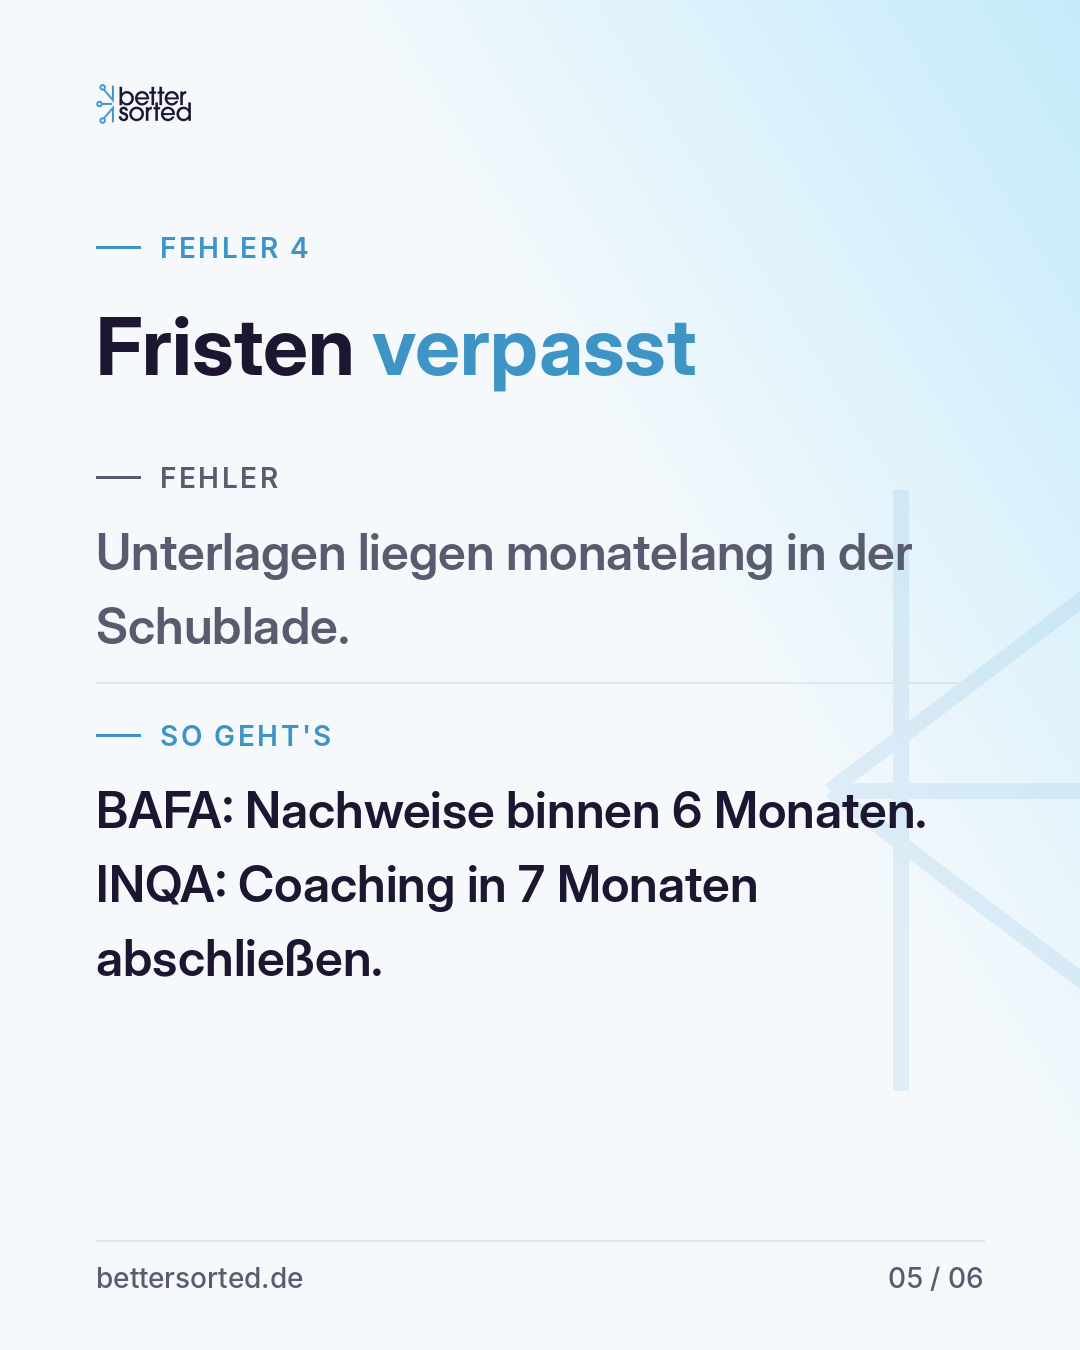 better
sorted
FEHLER 4
Fristen verpasst
FEHLER
Unterlagen liegen monatelang in der
Schublade.
SO GEHT'S
BAFA: Nachweise binnen 6 Monaten.
INQA: Coaching in 7 Monaten
abschließen.
bettersorted.de
05 / 06